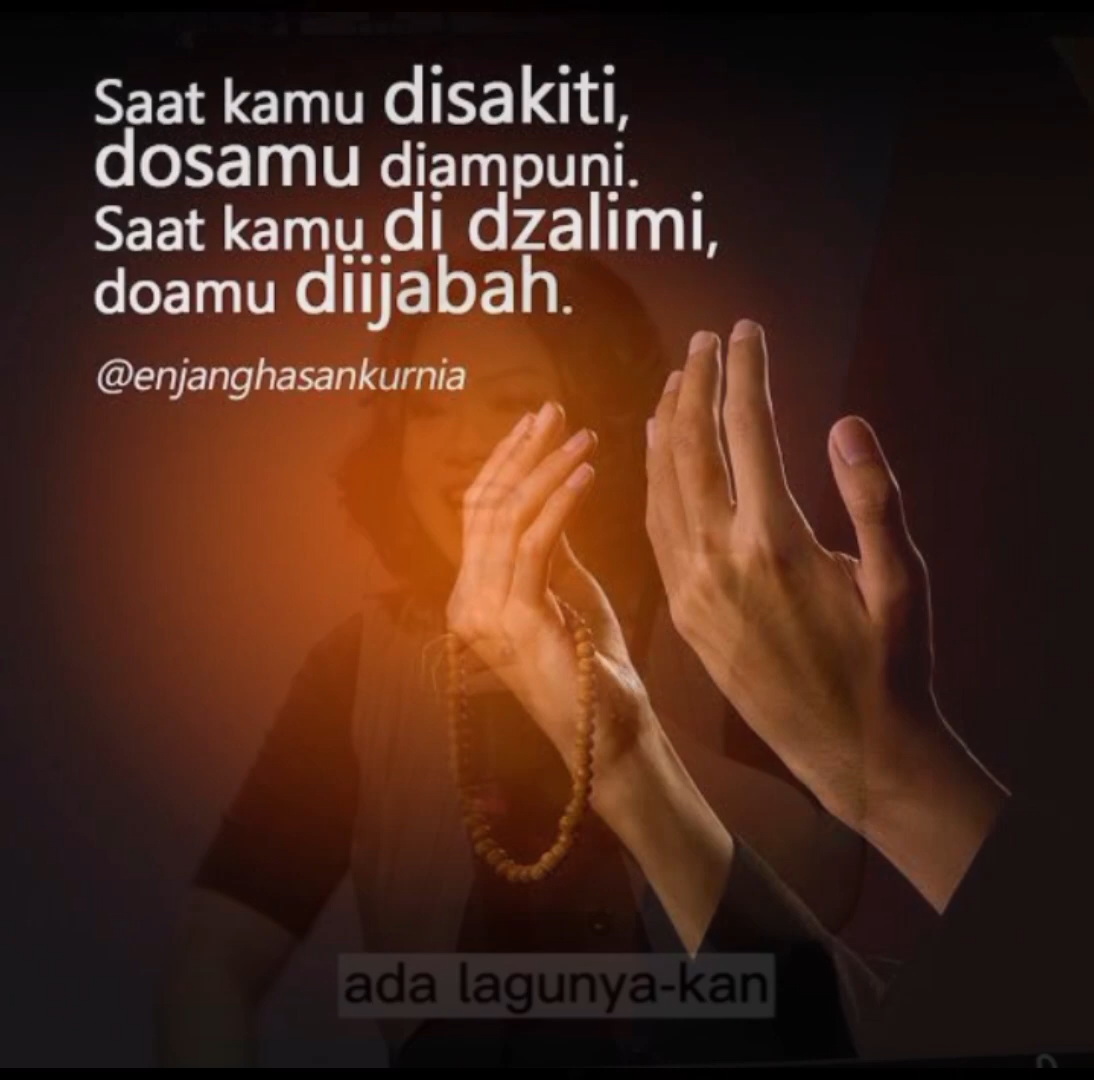 Saat kamu disakiti,
dosamu diampuni.
Saat kamu di dzalimi,
doamu diijabah.
@enjanghasankurnia
ada lagunya-kan